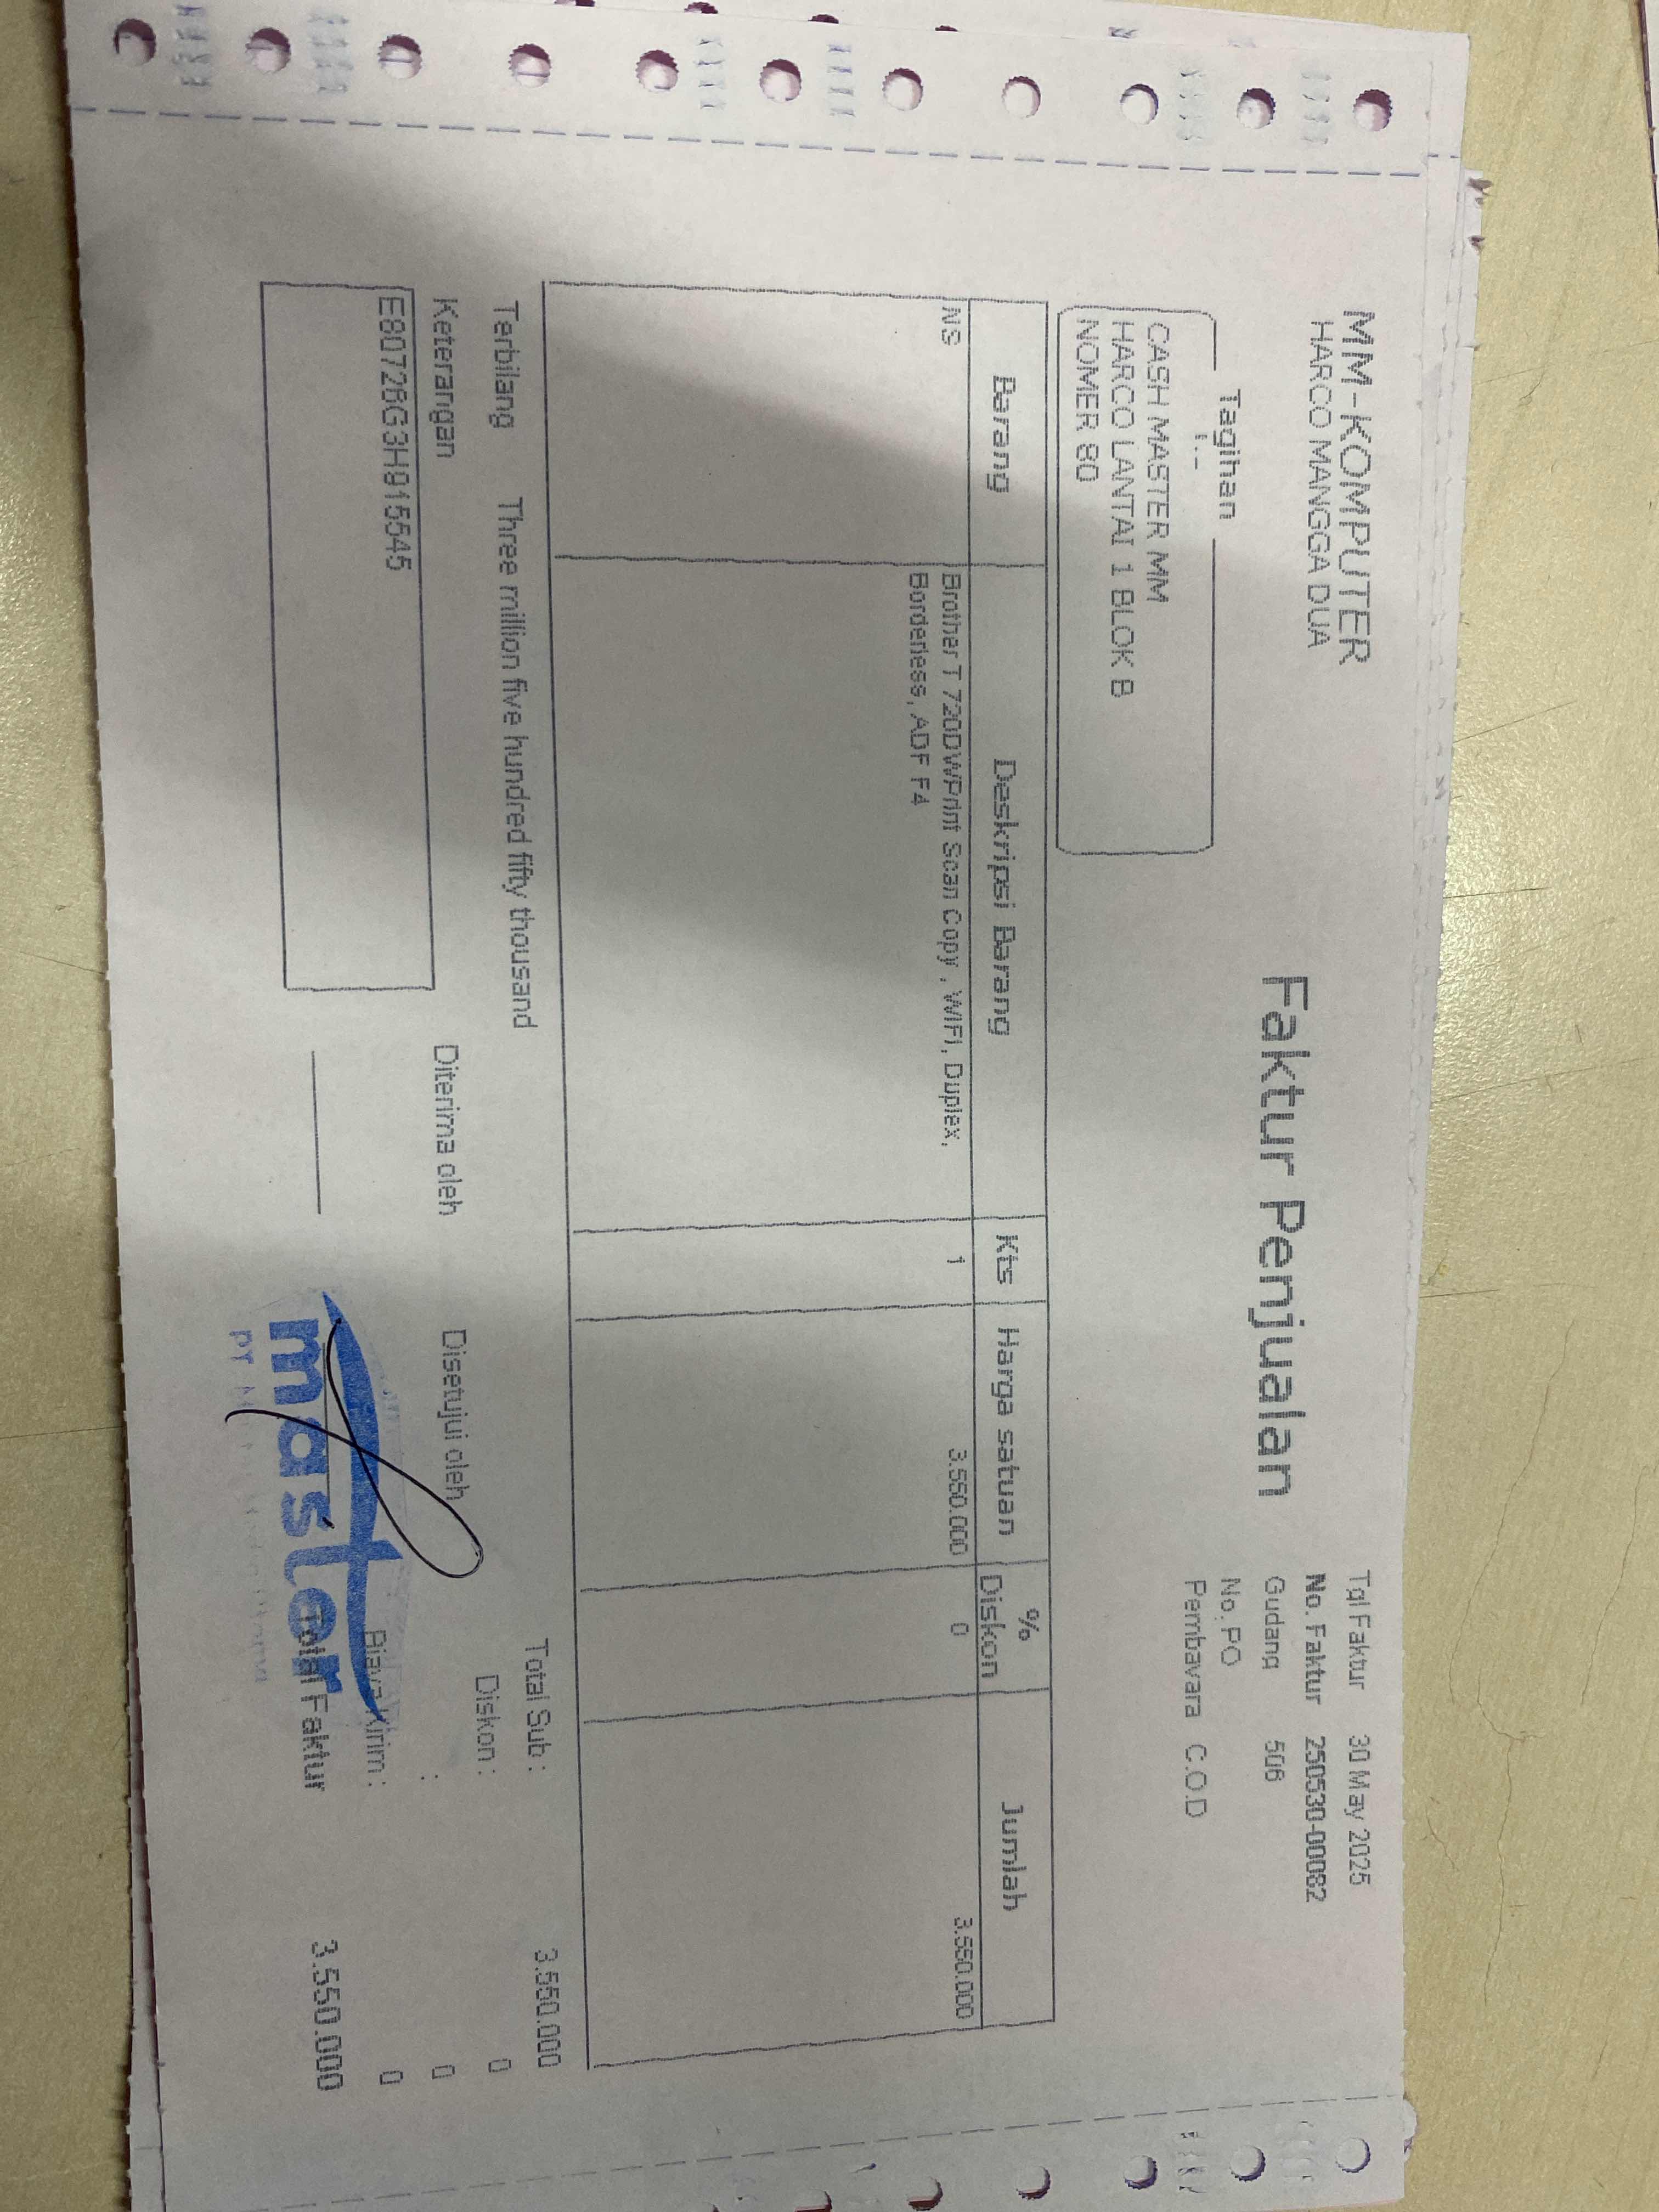 MM-KOMPUTER
HARCO MANGGA DUA
Faktur Penjualan
Tgl Faktur 30 May 2025
No. Faktur 250530-00082
Gudang 506
No. PO
Pembayara C.O.D
Tagihan
CASH MASTER MM
HARCO LANTAI 1 BLOK B
NOMER 80
Barang Deskripsi Barang Kts Harga satuan % Diskon Jumlah
NS Brother T 720DWPrint Scan Copy , WIFI, Duplex, 1 3.550.000 0 3.550.000
Borderless, ADF F4
Terbilang Three million five hundred fifty thousand
Total Sub : 3.550.000
Diskon : 0
: 0
Biaya Kirim : 0
Total Faktur 3.550.000
Keterangan
E80726G3H815545
Diterima oleh
Disetujui oleh
master
PT